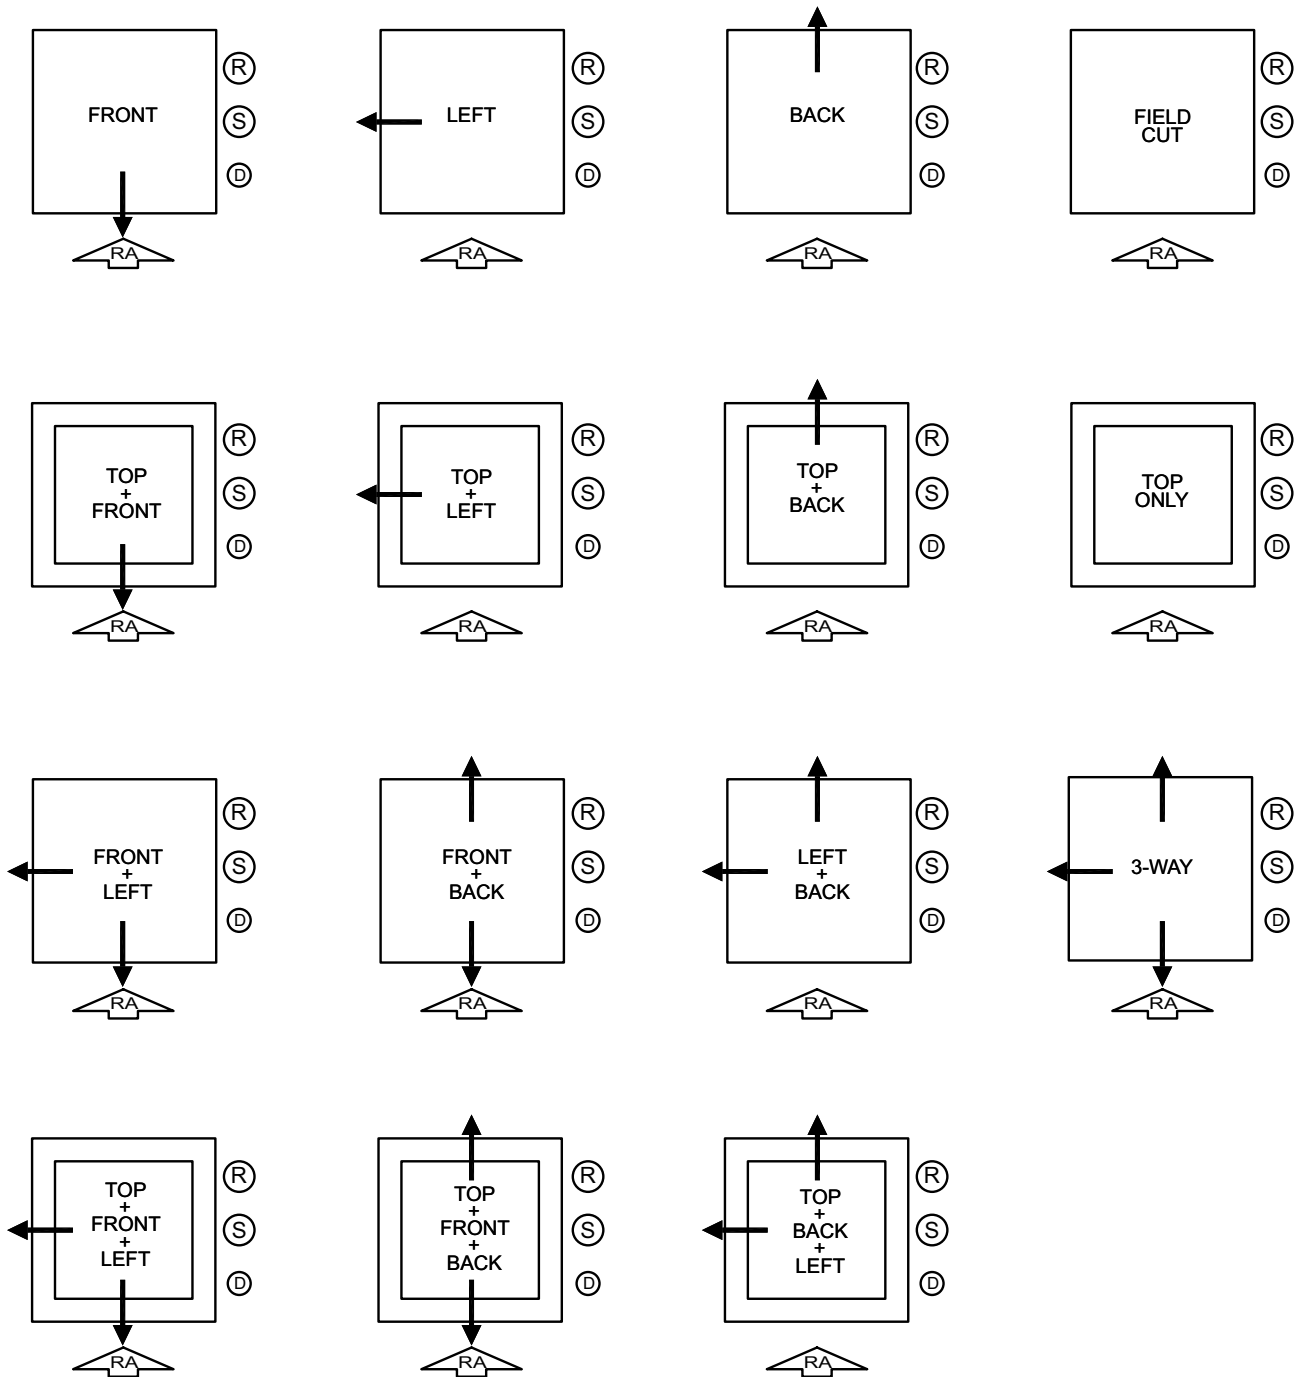 FRONT
R
S
D
RA
LEFT
R
S
D
RA
BACK
R
S
D
RA
FIELD
CUT
R
S
D
RA
TOP
+
FRONT
R
S
D
RA
TOP
+
LEFT
R
S
D
RA
TOP
+
BACK
R
S
D
RA
TOP
ONLY
R
S
D
RA
FRONT
+
LEFT
R
S
D
RA
FRONT
+
BACK
R
S
D
RA
LEFT
+
BACK
R
S
D
RA
3-WAY
R
S
D
RA
TOP
+
FRONT
+
LEFT
R
S
D
RA
TOP
+
FRONT
+
BACK
R
S
D
RA
TOP
+
BACK
+
LEFT
R
S
D
RA